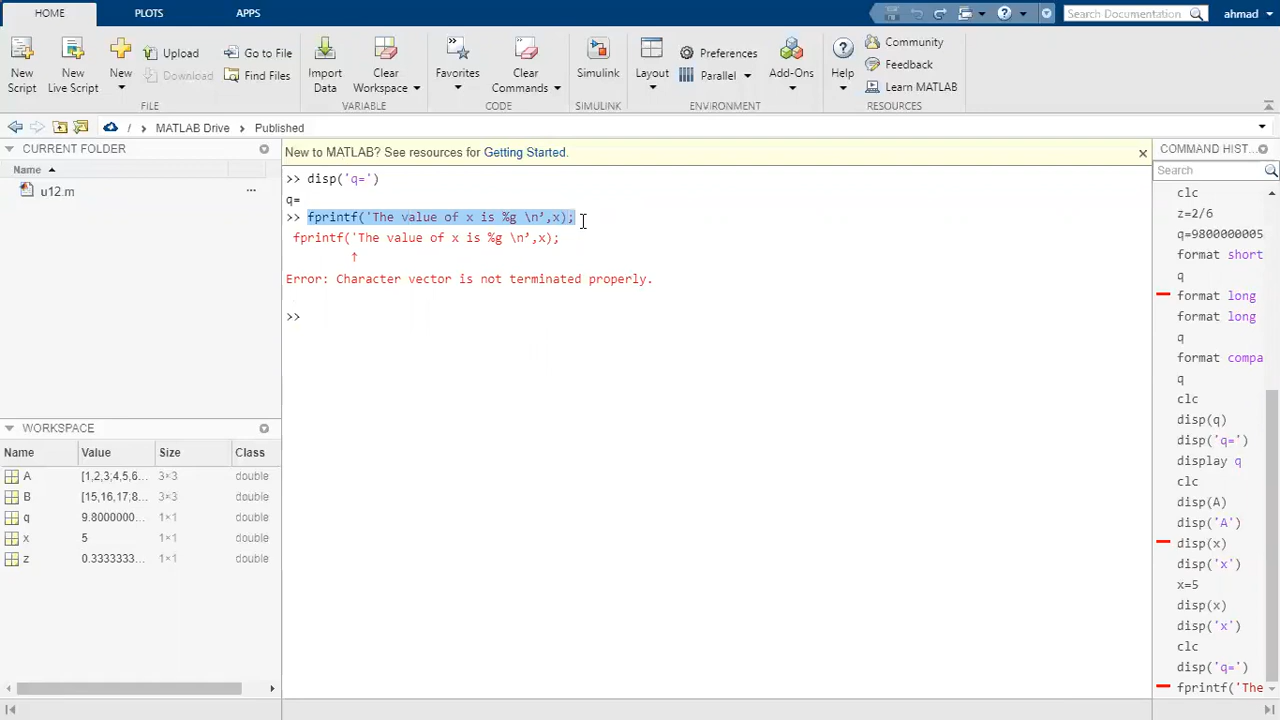 HOME PLOTS APPS Search Documentation ahmad
New Script
New Live Script
New
Upload
Download
Go to File
Find Files
Import Data
Clear Workspace
Favorites
Clear Commands
Simulink
Layout
Preferences
Parallel
Add-Ons
Help
Community
Feedback
Learn MATLAB
FILE VARIABLE CODE SIMULINK ENVIRONMENT RESOURCES
/ MATLAB Drive Published
CURRENT FOLDER
Name
u12.m
New to MATLAB? See resources for Getting Started.
>> disp('q=')
q=
>> fprintf('The value of x is %g \n’,x);
fprintf('The value of x is %g \n’,x);
↑
Error: Character vector is not terminated properly.
>>
WORKSPACE
Name Value Size Class
A [1,2,3;4,5,6... 3×3 double
B [15,16,17;8... 3×3 double
q 9.8000000... 1×1 double
x 5 1×1 double
z 0.3333333... 1×1 double
COMMAND HIST...
Search
clc
z=2/6
q=9800000005
format short
q
format long
format long
q
format compa
q
clc
disp(q)
disp('q=')
display q
clc
disp(A)
disp('A')
disp(x)
disp('x')
x=5
disp(x)
disp('x')
clc
disp('q=')
fprintf('The